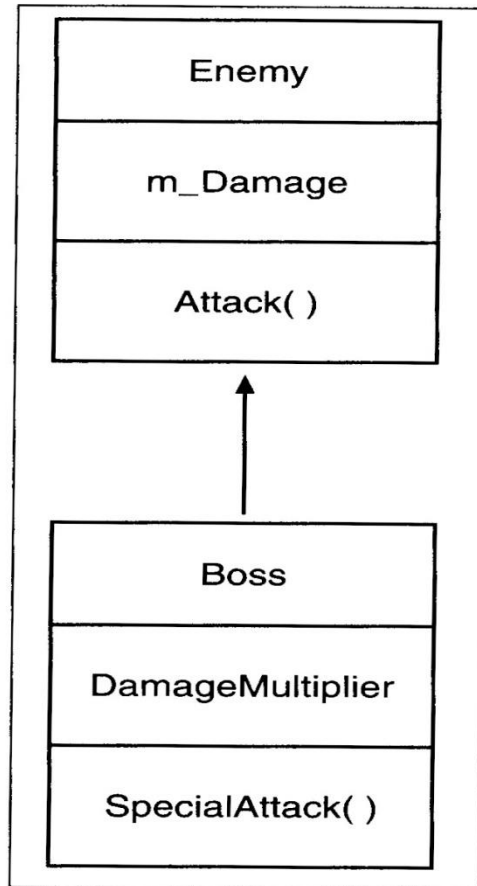 Enemy
m_Damage
Attack( )
Boss
DamageMultiplier
SpecialAttack( )